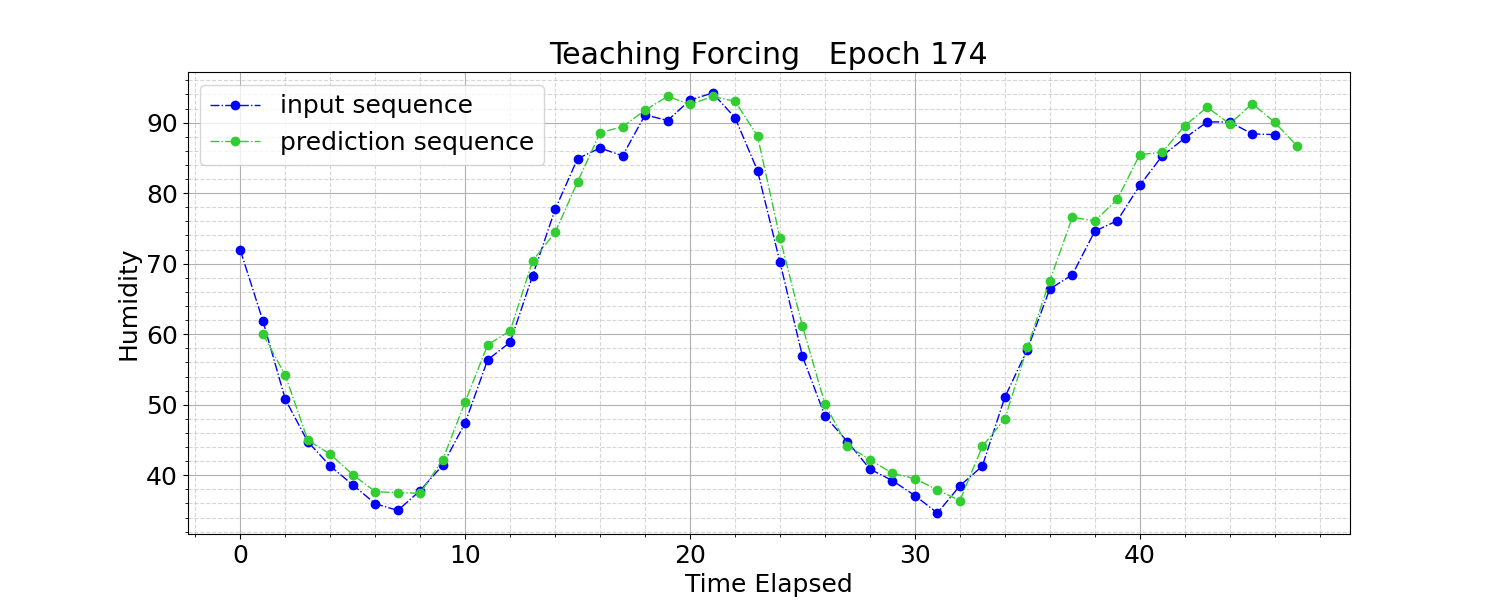 Teaching Forcing   Epoch 174
input sequence
prediction sequence
Humidity
90
80
70
60
50
40
0 10 20 30 40
Time Elapsed